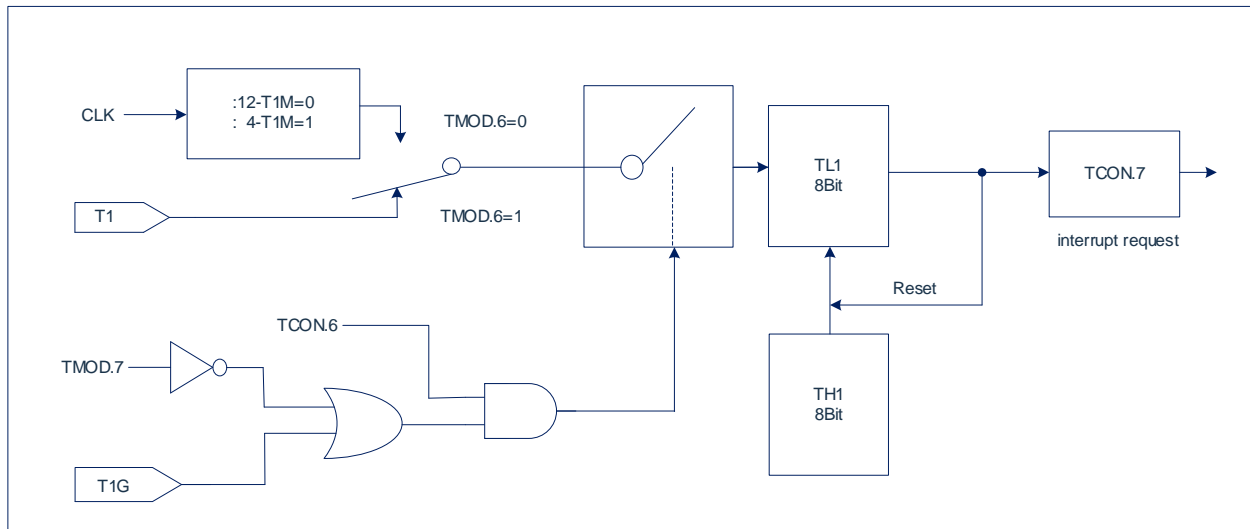 CLK
:12-T1M=0
: 4-T1M=1
TMOD.6=0
T1
TMOD.6=1
TL1
8Bit
TCON.7
interrupt request
Reset
TCON.6
TMOD.7
TH1
8Bit
T1G